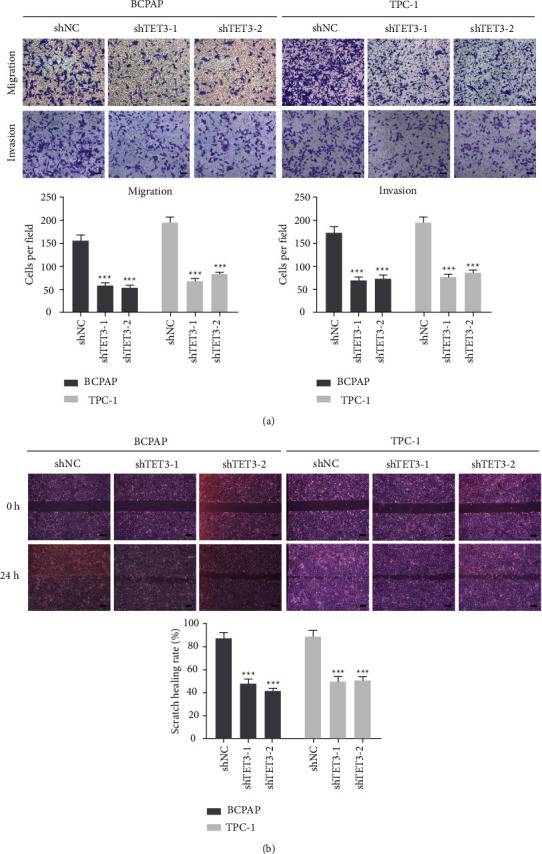 BCPAP TPC-1
shNC shTET3-1 shTET3-2 shNC shTET3-1 shTET3-2
Migration
Invasion
Migration
Cells per field
250
200
150
100
50
0
*** *** *** ***
shNC shTET3-1 shTET3-2 shNC shTET3-1 shTET3-2
BCPAP
TPC-1
Invasion
Cells per field
250
200
150
100
50
0
*** *** *** ***
shNC shTET3-1 shTET3-2 shNC shTET3-1 shTET3-2
BCPAP
TPC-1
(a)
BCPAP TPC-1
shNC shTET3-1 shTET3-2 shNC shTET3-1 shTET3-2
0 h
24 h
Scratch healing rate (%)
100
80
60
40
20
0
*** *** *** ***
shNC shTET3-1 shTET3-2 shNC shTET3-1 shTET3-2
BCPAP
TPC-1
(b)